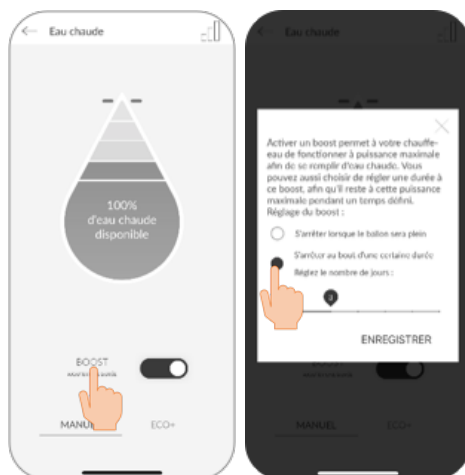 Eau chaude
100%
d'eau chaude
disponible
BOOST
MANUEL
ECO+
Eau chaude
Activer un boost permet à votre chauffe-
eau de fonctionner à puissance maximale
afin de se remplir d'eau chaude. Vous
pouvez aussi choisir de régler une durée à
ce boost, afin qu'il reste à cette puissance
maximale pendant un temps défini.
Réglage du boost :
S'arrêter lorsque le ballon sera plein
S'arrêter au bout d'une certaine durée
Réglez le nombre de jours :
ENREGISTRER
BOOST
MANUEL
ECO+